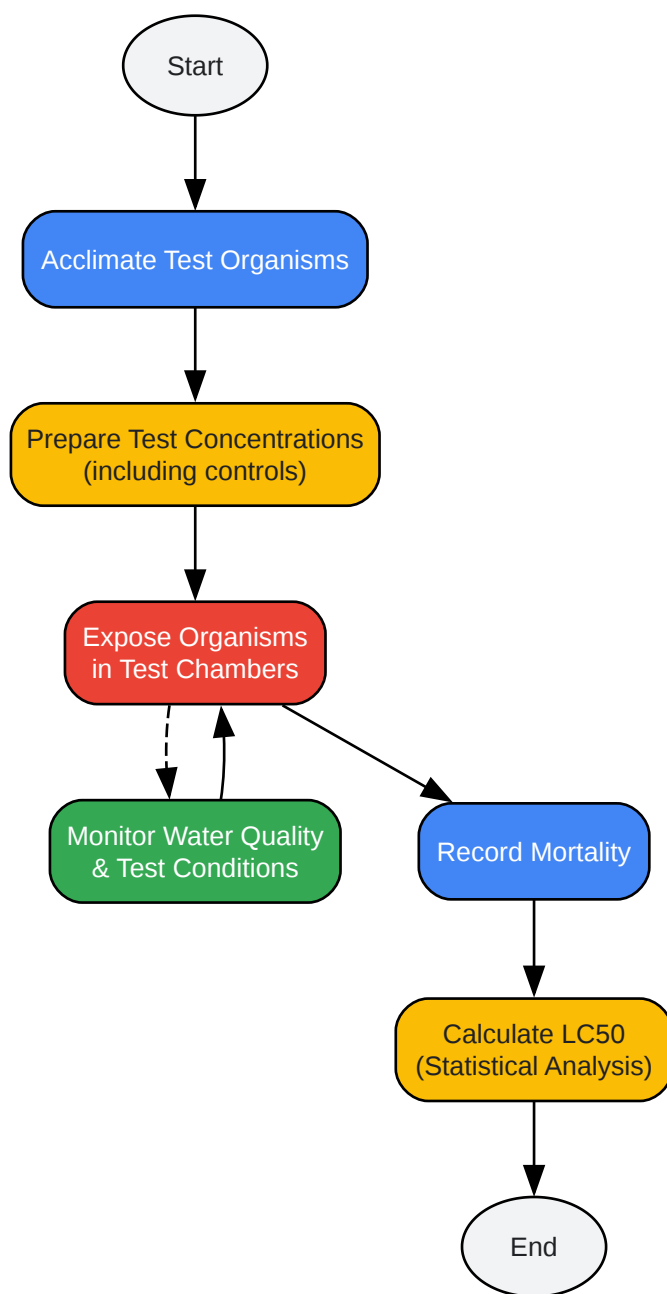 Start
Acclimate Test Organisms
Prepare Test Concentrations
(including controls)
Expose Organisms
in Test Chambers
Monitor Water Quality
& Test Conditions
Record Mortality
Calculate LC50
(Statistical Analysis)
End